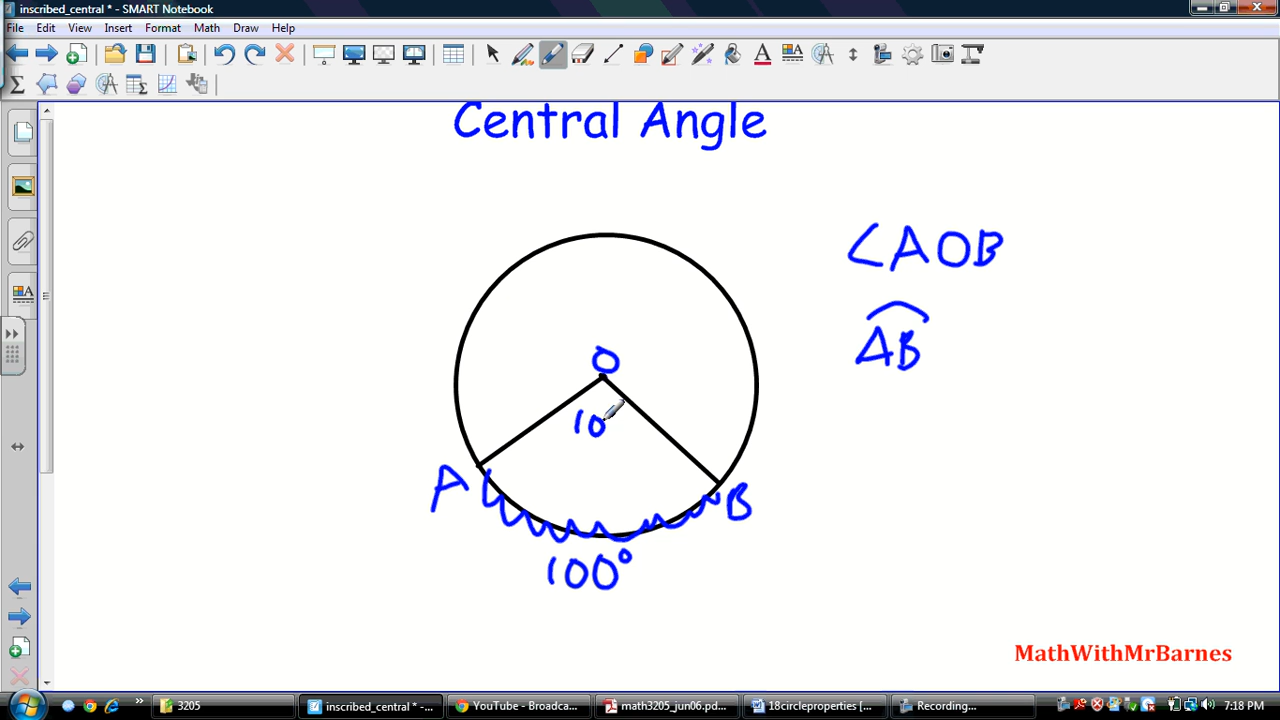 inscribed_central * - SMART Notebook
File Edit View Insert Format Math Draw Help
Central Angle
<AOB
AB
O
10
A
B
100°
MathWithMrBarnes
3205
inscribed_central * -...
YouTube - Broadca...
math3205_jun06.pd...
18circleproperties [...
Recording...
7:18 PM